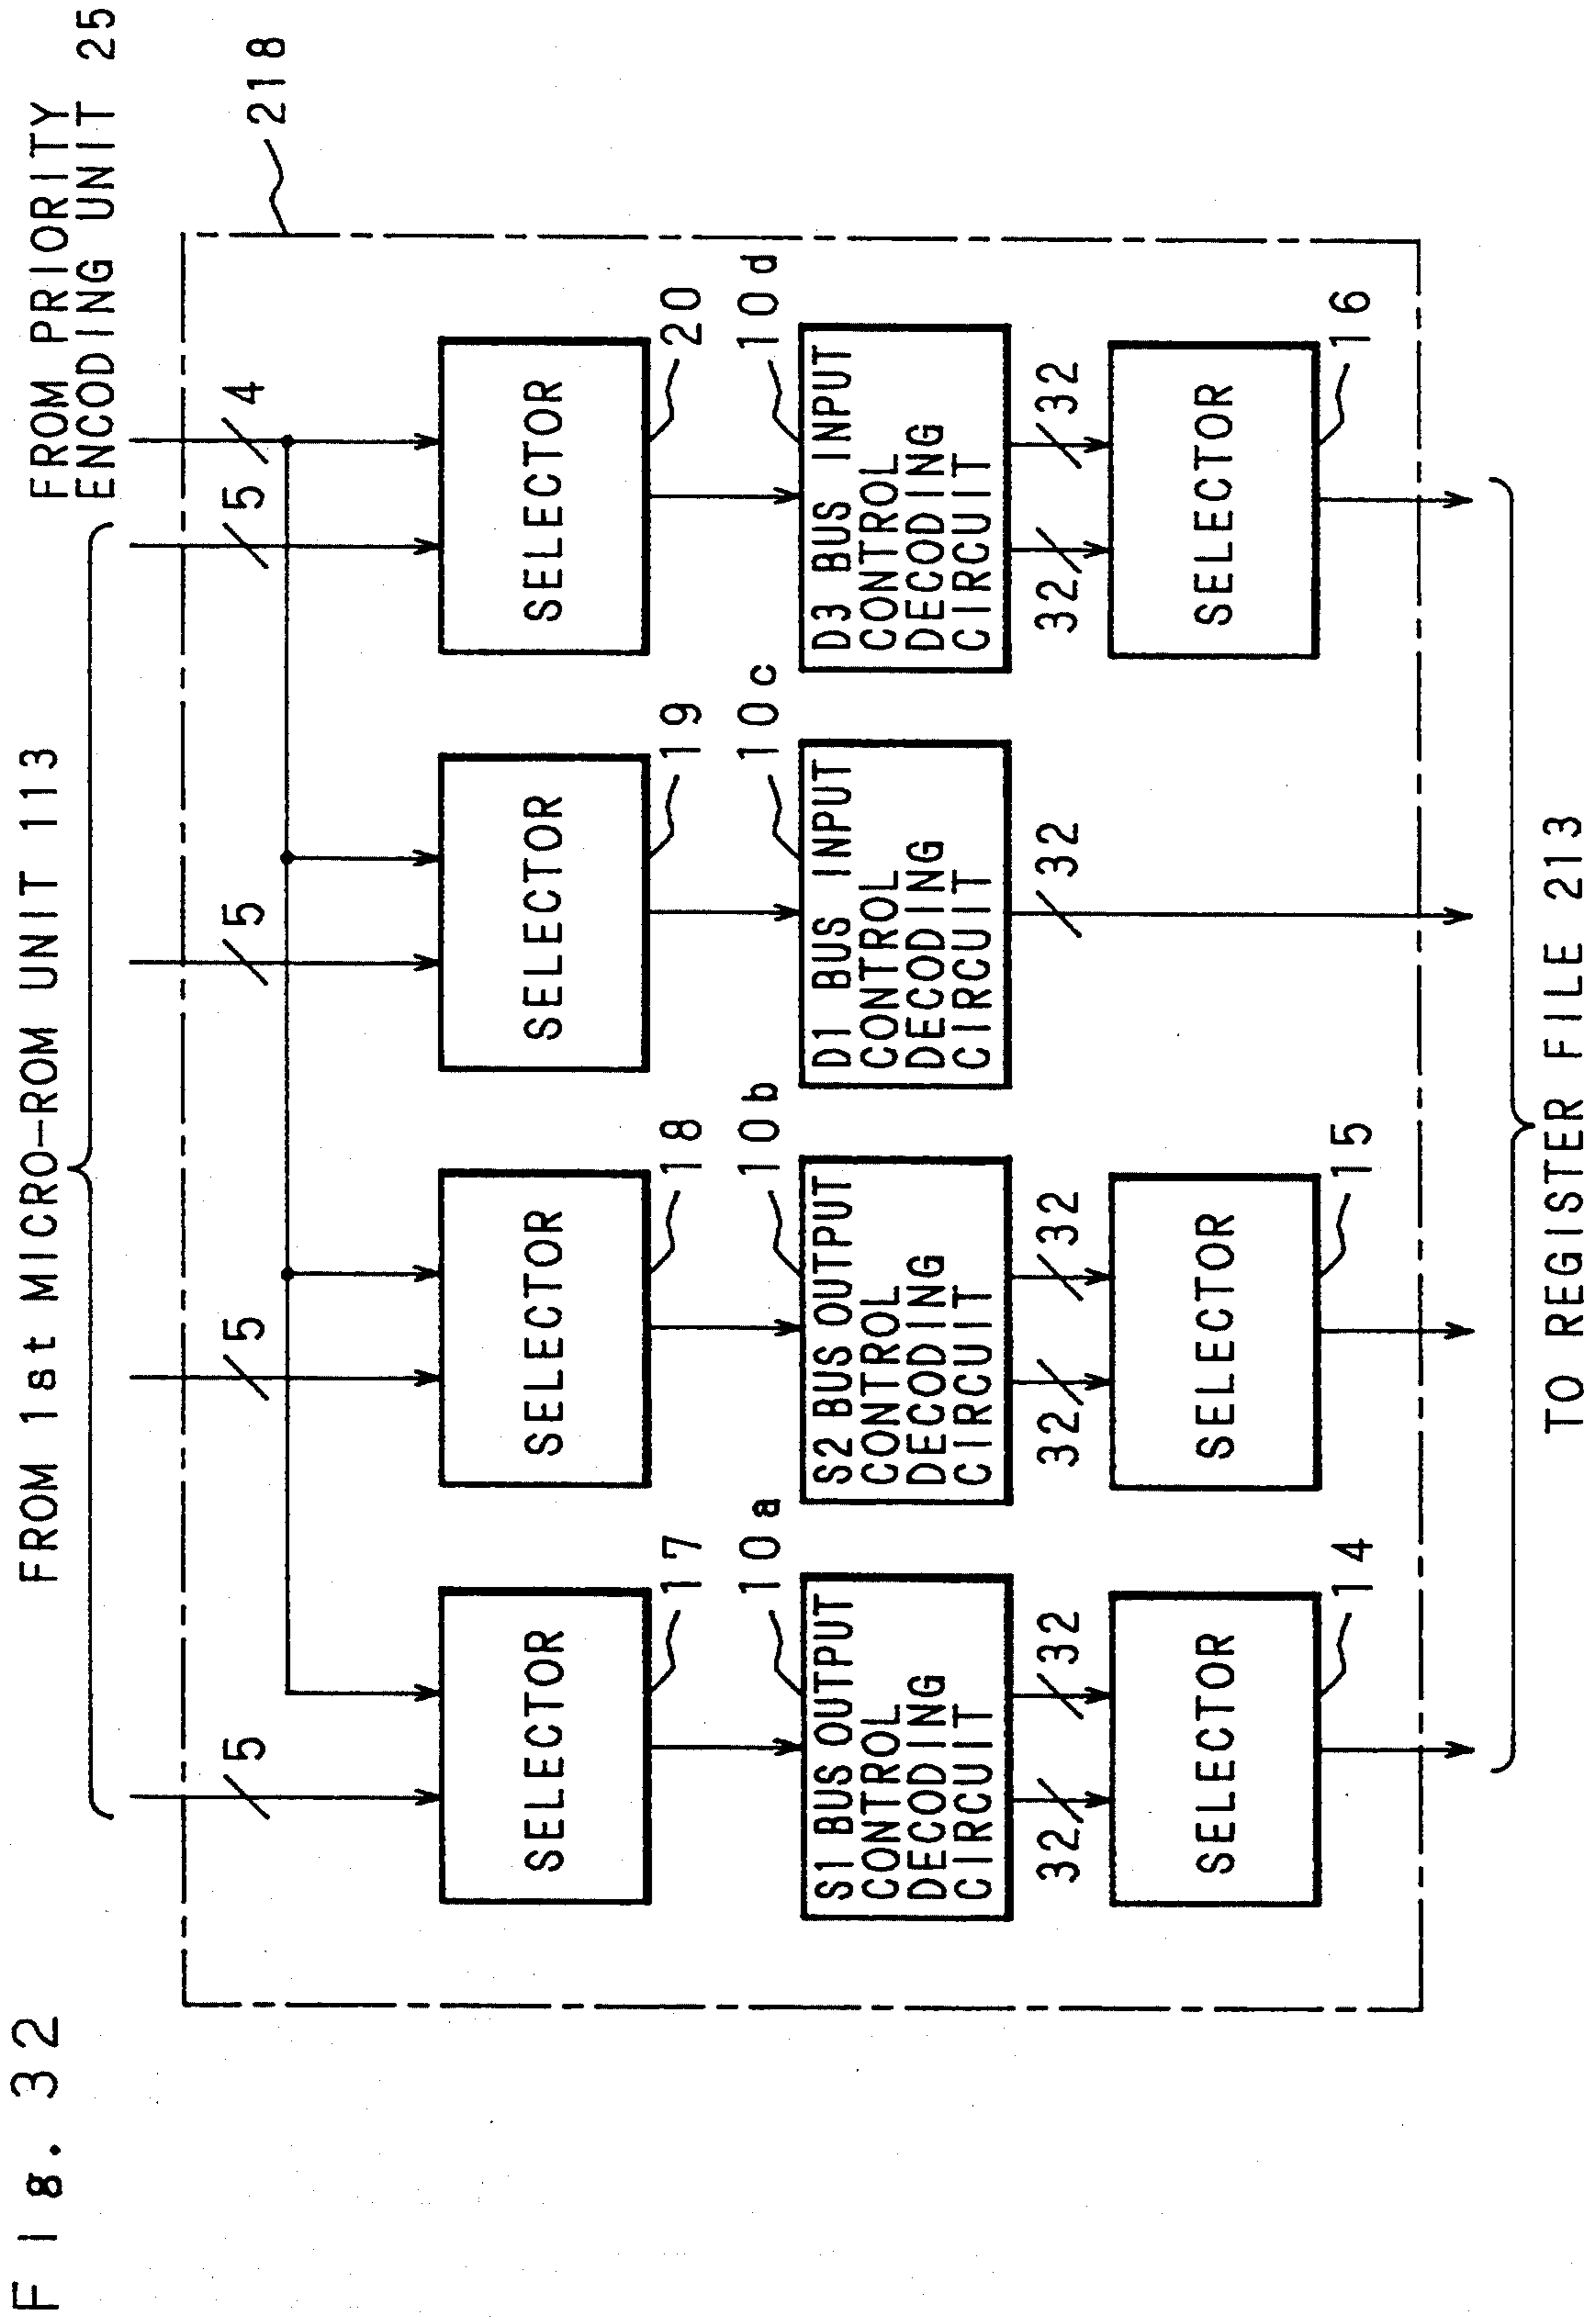 Fig. 32
FROM 1st MICRO-ROM UNIT 113
FROM PRIORITY
ENCODING UNIT 25
5
5
5
5
4
218
SELECTOR
17
SELECTOR
18
SELECTOR
19
SELECTOR
20
S1 BUS OUTPUT
CONTROL
DECODING
CIRCUIT
10a
S2 BUS OUTPUT
CONTROL
DECODING
CIRCUIT
10b
D1 BUS INPUT
CONTROL
DECODING
CIRCUIT
10c
D3 BUS INPUT
CONTROL
DECODING
CIRCUIT
10d
32
32
32
32
32
32
32
SELECTOR
14
SELECTOR
15
SELECTOR
16
TO REGISTER FILE 213